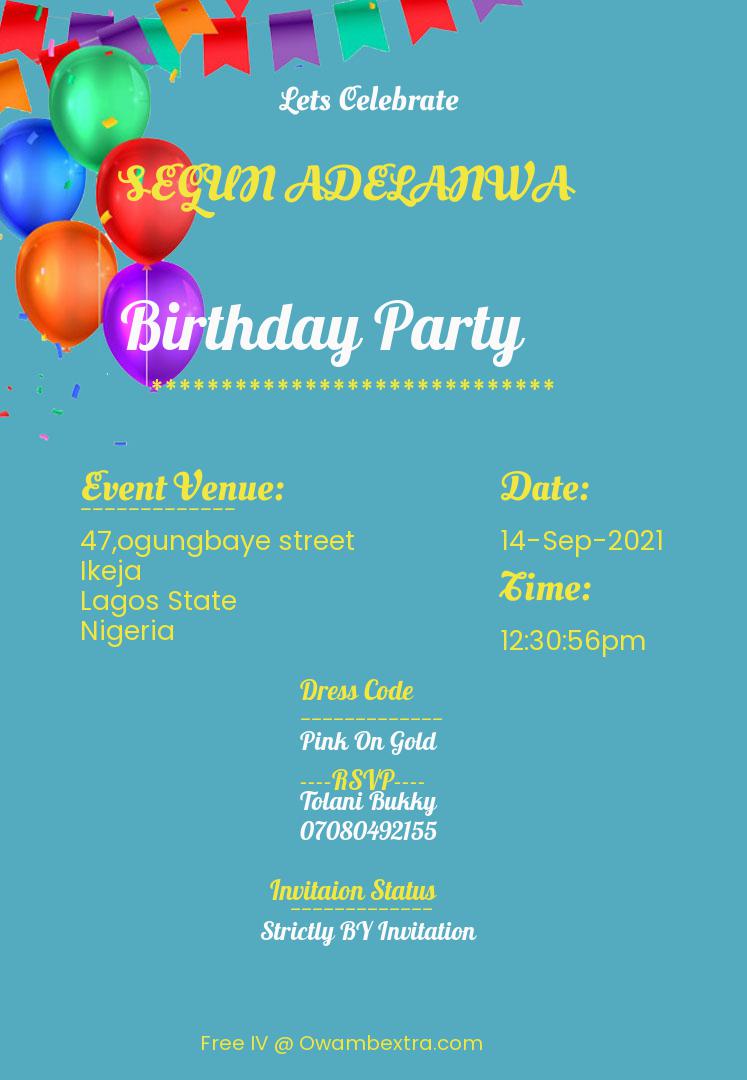 Lets Celebrate
SEGUN ADELANWA
Birthday Party
*****************************
Event Venue:
-------------
47,ogungbaye street
Ikeja
Lagos State
Nigeria
Date:
14-Sep-2021
Time:
12:30:56pm
Dress Code
-------------
Pink On Gold
----RSVP----
Tolani Bukky
07080492155
Invitaion Status
-------------
Strictly BY Invitation
Free IV @ Owambextra.com